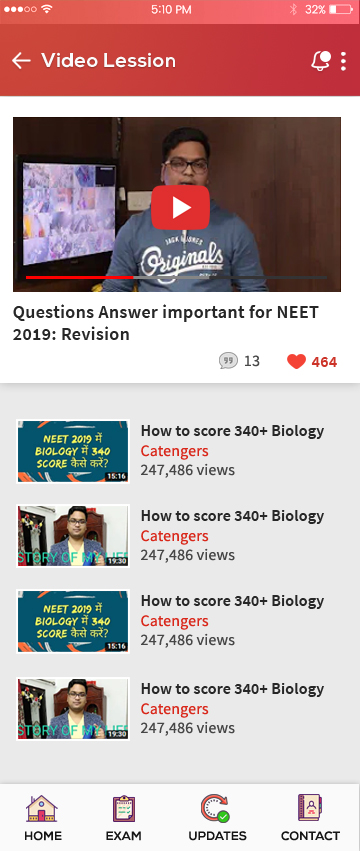 5:10 PM
32%
Video Lession
JACK & JONES
Originals
Questions Answer important for NEET
2019: Revision
13
464
NEET 2019 में
BIOLOGY में 340
SCORE कैसे करें?
15:16
How to score 340+ Biology
Catengers
247,486 views
STORY OF MY LIFE
19:30
How to score 340+ Biology
Catengers
247,486 views
NEET 2019 में
BIOLOGY में 340
SCORE कैसे करें?
15:16
How to score 340+ Biology
Catengers
247,486 views
STORY OF MY LIFE
19:30
How to score 340+ Biology
Catengers
247,486 views
HOME
EXAM
UPDATES
CONTACT